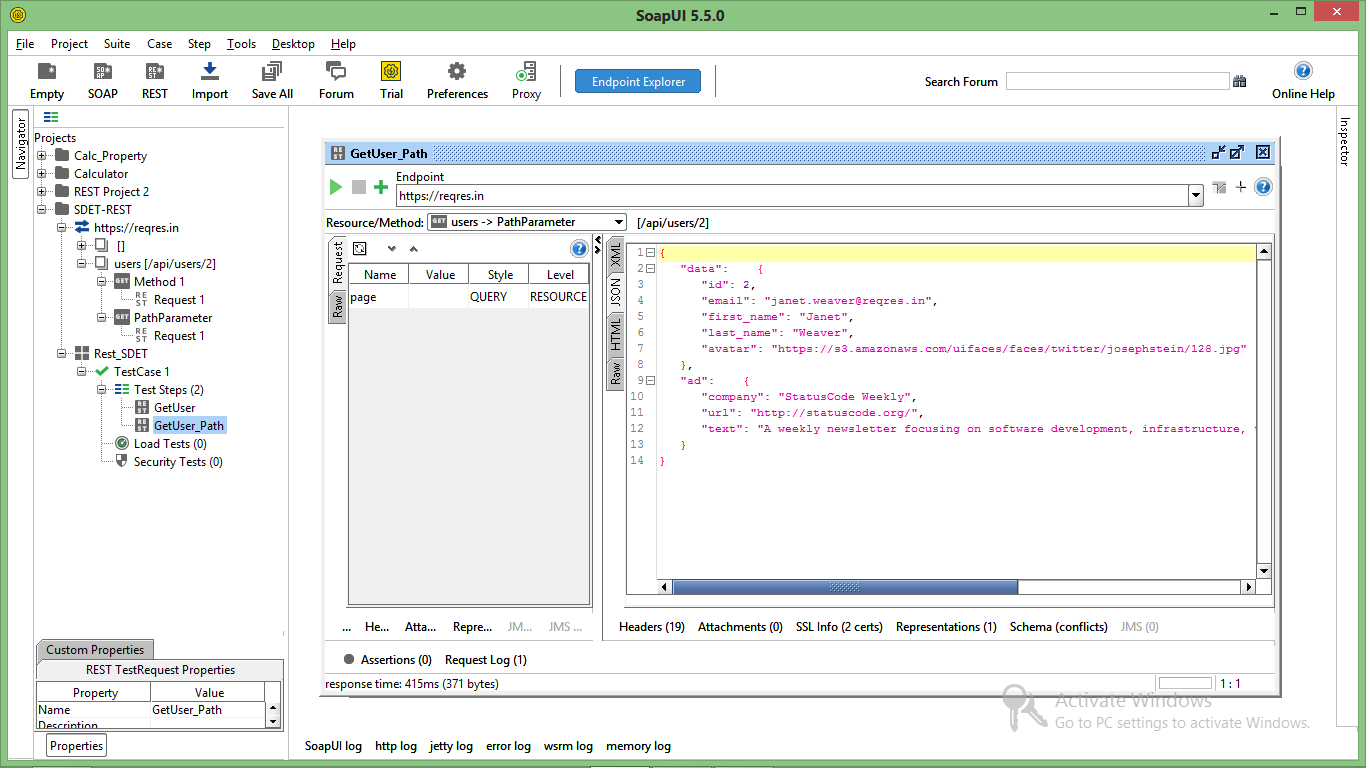 SoapUI 5.5.0
File Project Suite Case Step Tools Desktop Help
Empty SOAP REST Import Save All Forum Trial Preferences Proxy Endpoint Explorer Search Forum Online Help
Navigator
Projects
Calc_Property
Calculator
REST Project 2
SDET-REST
https://reqres.in
[]
users [/api/users/2]
GET Method 1
REST Request 1
GET PathParameter
REST Request 1
Rest_SDET
TestCase 1
Test Steps (2)
REST GetUser
REST GetUser_Path
Load Tests (0)
Security Tests (0)
Custom Properties
REST TestRequest Properties
Property Value
Name GetUser_Path
Description
Properties
REST GetUser_Path
Endpoint
https://reqres.in
Resource/Method: GET users -> PathParameter [/api/users/2]
Request
Raw
Name Value Style Level
page QUERY RESOURCE
... He... Atta... Repre... JM... JMS ...
XML
JSON
HTML
Raw
1 {
2 "data": {
3 "id": 2,
4 "email": "janet.weaver@reqres.in",
5 "first_name": "Janet",
6 "last_name": "Weaver",
7 "avatar": "https://s3.amazonaws.com/uifaces/faces/twitter/josephstein/128.jpg"
8 },
9 "ad": {
10 "company": "StatusCode Weekly",
11 "url": "http://statuscode.org/",
12 "text": "A weekly newsletter focusing on software development, infrastructure,
13 }
14 }
Headers (19) Attachments (0) SSL Info (2 certs) Representations (1) Schema (conflicts) JMS (0)
Assertions (0) Request Log (1)
response time: 415ms (371 bytes) 1 : 1
Inspector
Activate Windows
Go to PC settings to activate Windows.
SoapUI log http log jetty log error log wsrm log memory log